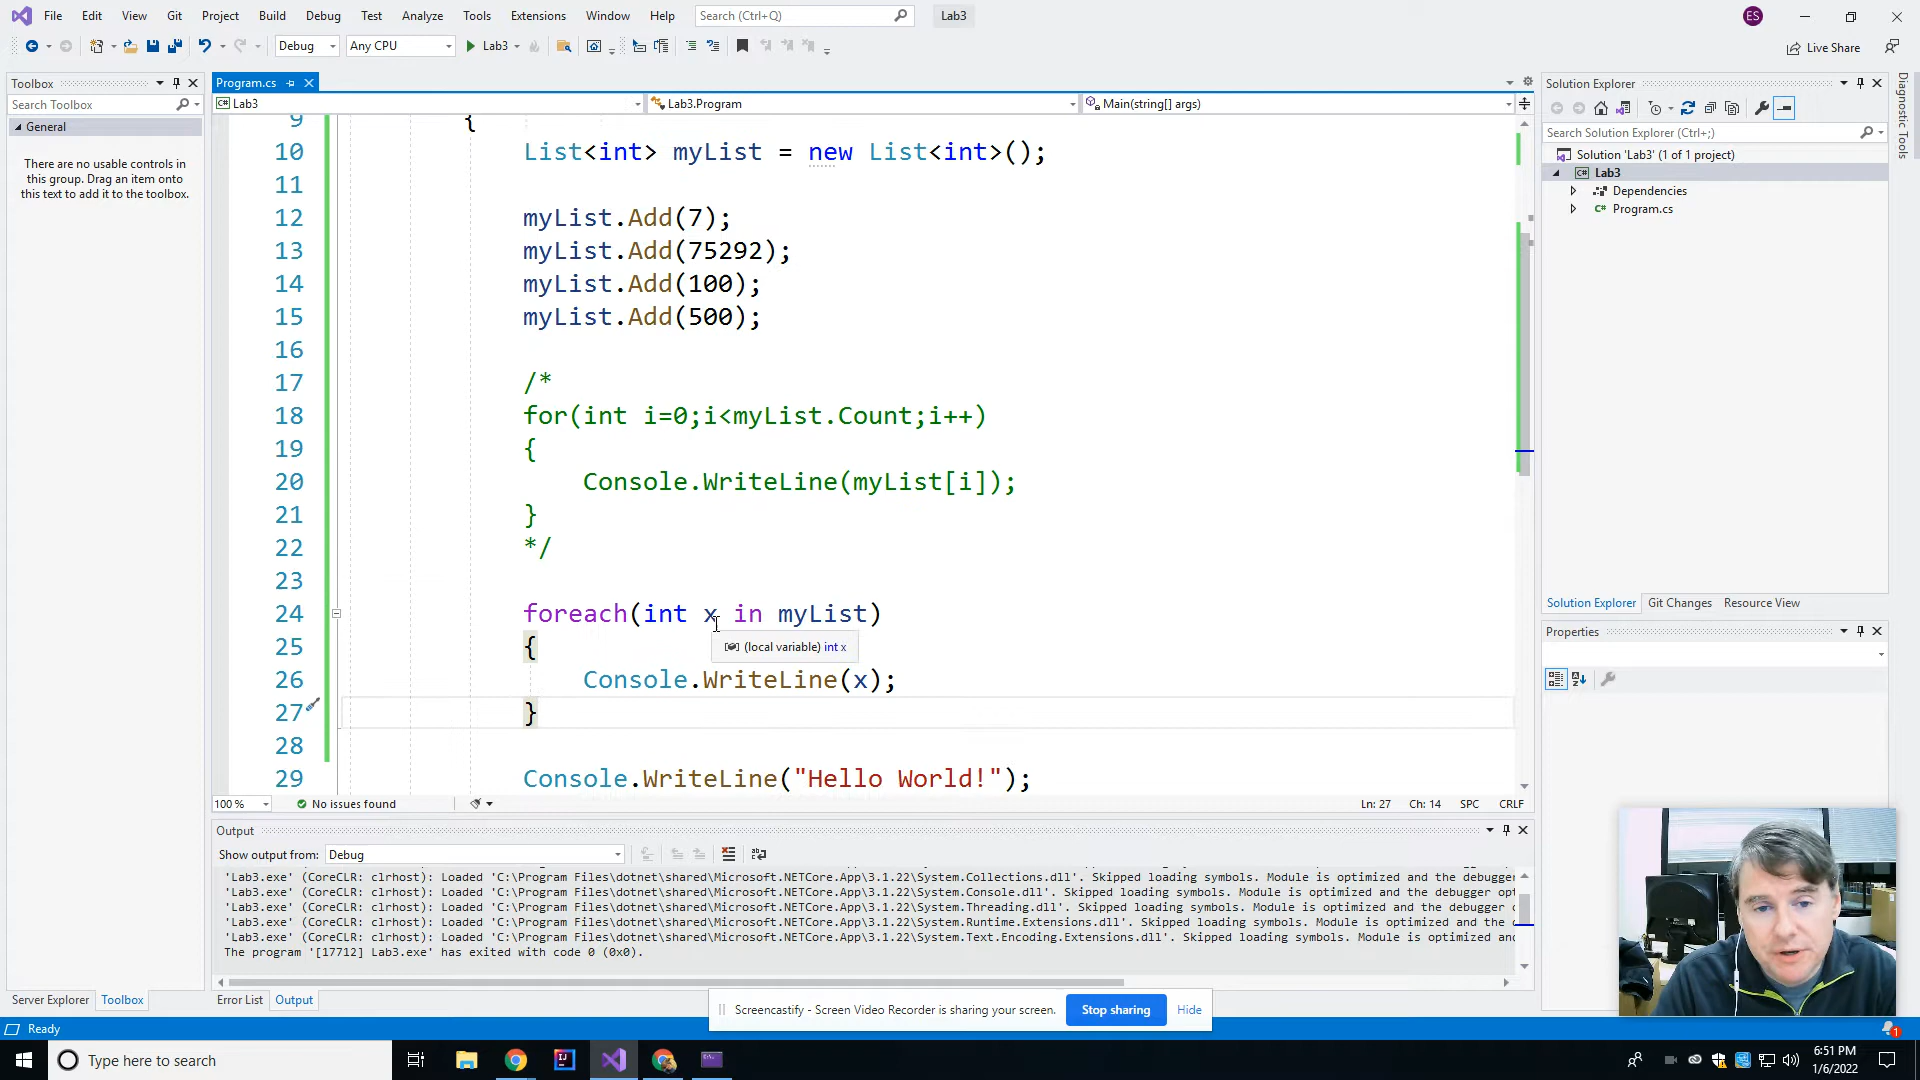 File Edit View Git Project Build Debug Test Analyze Tools Extensions Window Help Search (Ctrl+Q) Lab3 ES
Debug Any CPU Lab3 Live Share
Toolbox
Search Toolbox
General
There are no usable controls in
this group. Drag an item onto
this text to add it to the toolbox.
Program.cs
Lab3 Lab3.Program Main(string[] args)
9 {
10 List<int> myList = new List<int>();
11
12 myList.Add(7);
13 myList.Add(75292);
14 myList.Add(100);
15 myList.Add(500);
16
17 /*
18 for(int i=0;i<myList.Count;i++)
19 {
20 Console.WriteLine(myList[i]);
21 }
22 */
23
24 foreach(int x in myList)
25 {
(local variable) int x
26 Console.WriteLine(x);
27 }
28
29 Console.WriteLine("Hello World!");
100 % No issues found Ln: 27 Ch: 14 SPC CRLF
Output
Show output from: Debug
'Lab3.exe' (CoreCLR: clrhost): Loaded 'C:\Program Files\dotnet\shared\Microsoft.NETCore.App\3.1.22\System.Collections.dll'. Skipped loading symbols. Module is optimized and the debugger
'Lab3.exe' (CoreCLR: clrhost): Loaded 'C:\Program Files\dotnet\shared\Microsoft.NETCore.App\3.1.22\System.Console.dll'. Skipped loading symbols. Module is optimized and the debugger opt
'Lab3.exe' (CoreCLR: clrhost): Loaded 'C:\Program Files\dotnet\shared\Microsoft.NETCore.App\3.1.22\System.Threading.dll'. Skipped loading symbols. Module is optimized and the debugger o
'Lab3.exe' (CoreCLR: clrhost): Loaded 'C:\Program Files\dotnet\shared\Microsoft.NETCore.App\3.1.22\System.Runtime.Extensions.dll'. Skipped loading symbols. Module is optimized and the d
'Lab3.exe' (CoreCLR: clrhost): Loaded 'C:\Program Files\dotnet\shared\Microsoft.NETCore.App\3.1.22\System.Text.Encoding.Extensions.dll'. Skipped loading symbols. Module is optimized and
The program '[17712] Lab3.exe' has exited with code 0 (0x0).
Server Explorer Toolbox Error List Output
Solution Explorer
Search Solution Explorer (Ctrl+;)
Solution 'Lab3' (1 of 1 project)
C# Lab3
Dependencies
C# Program.cs
Solution Explorer Git Changes Resource View
Properties
Diagnostic Tools
Screencastify - Screen Video Recorder is sharing your screen. Stop sharing Hide
Ready 1
Type here to search
6:51 PM
1/6/2022